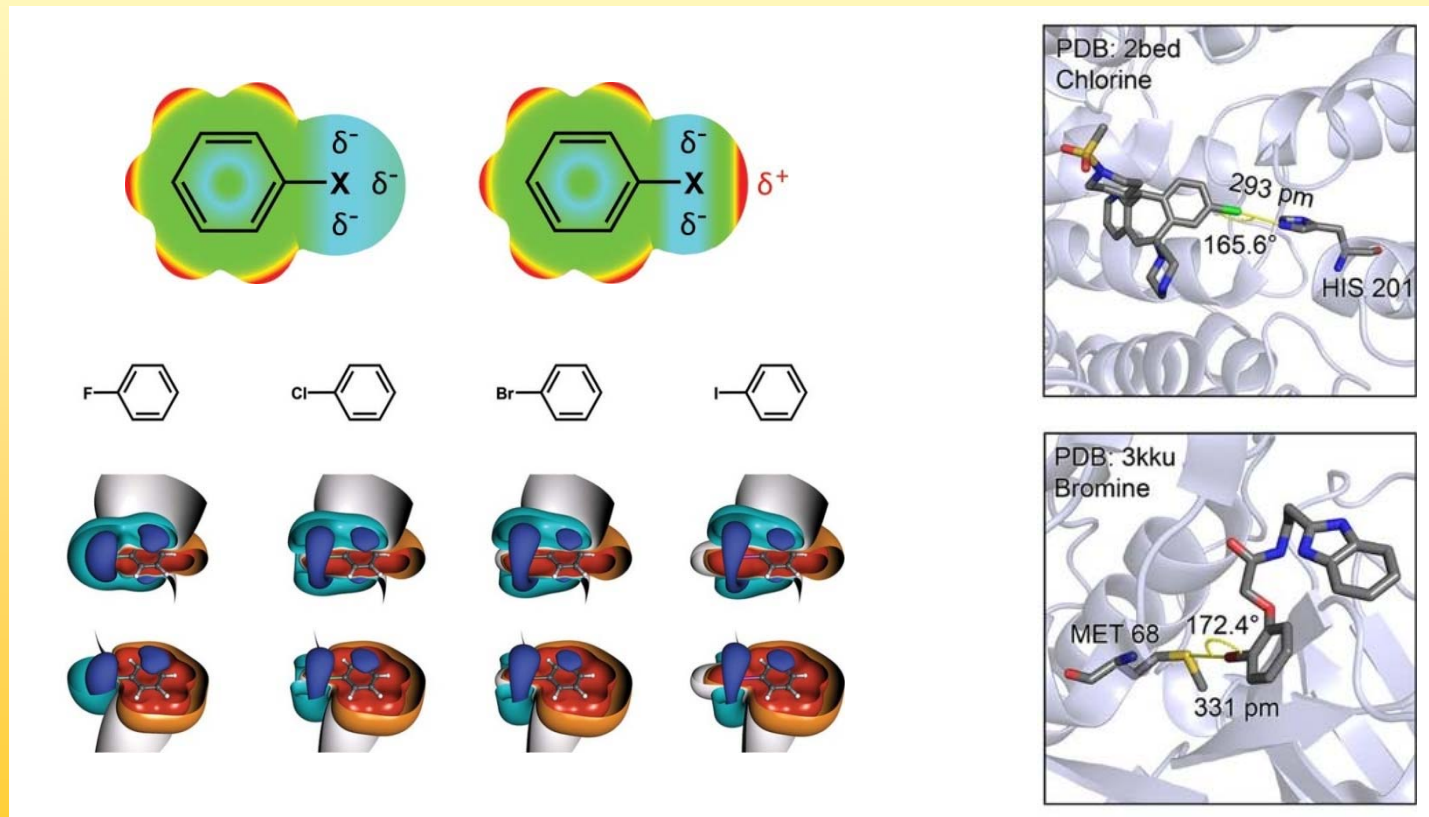 δ-
X δ-
δ-
δ-
X δ+
δ-
F
Cl
Br
I
PDB: 2bed
Chlorine
293 pm
165.6°
HIS 201
PDB: 3kku
Bromine
MET 68
172.4°
331 pm